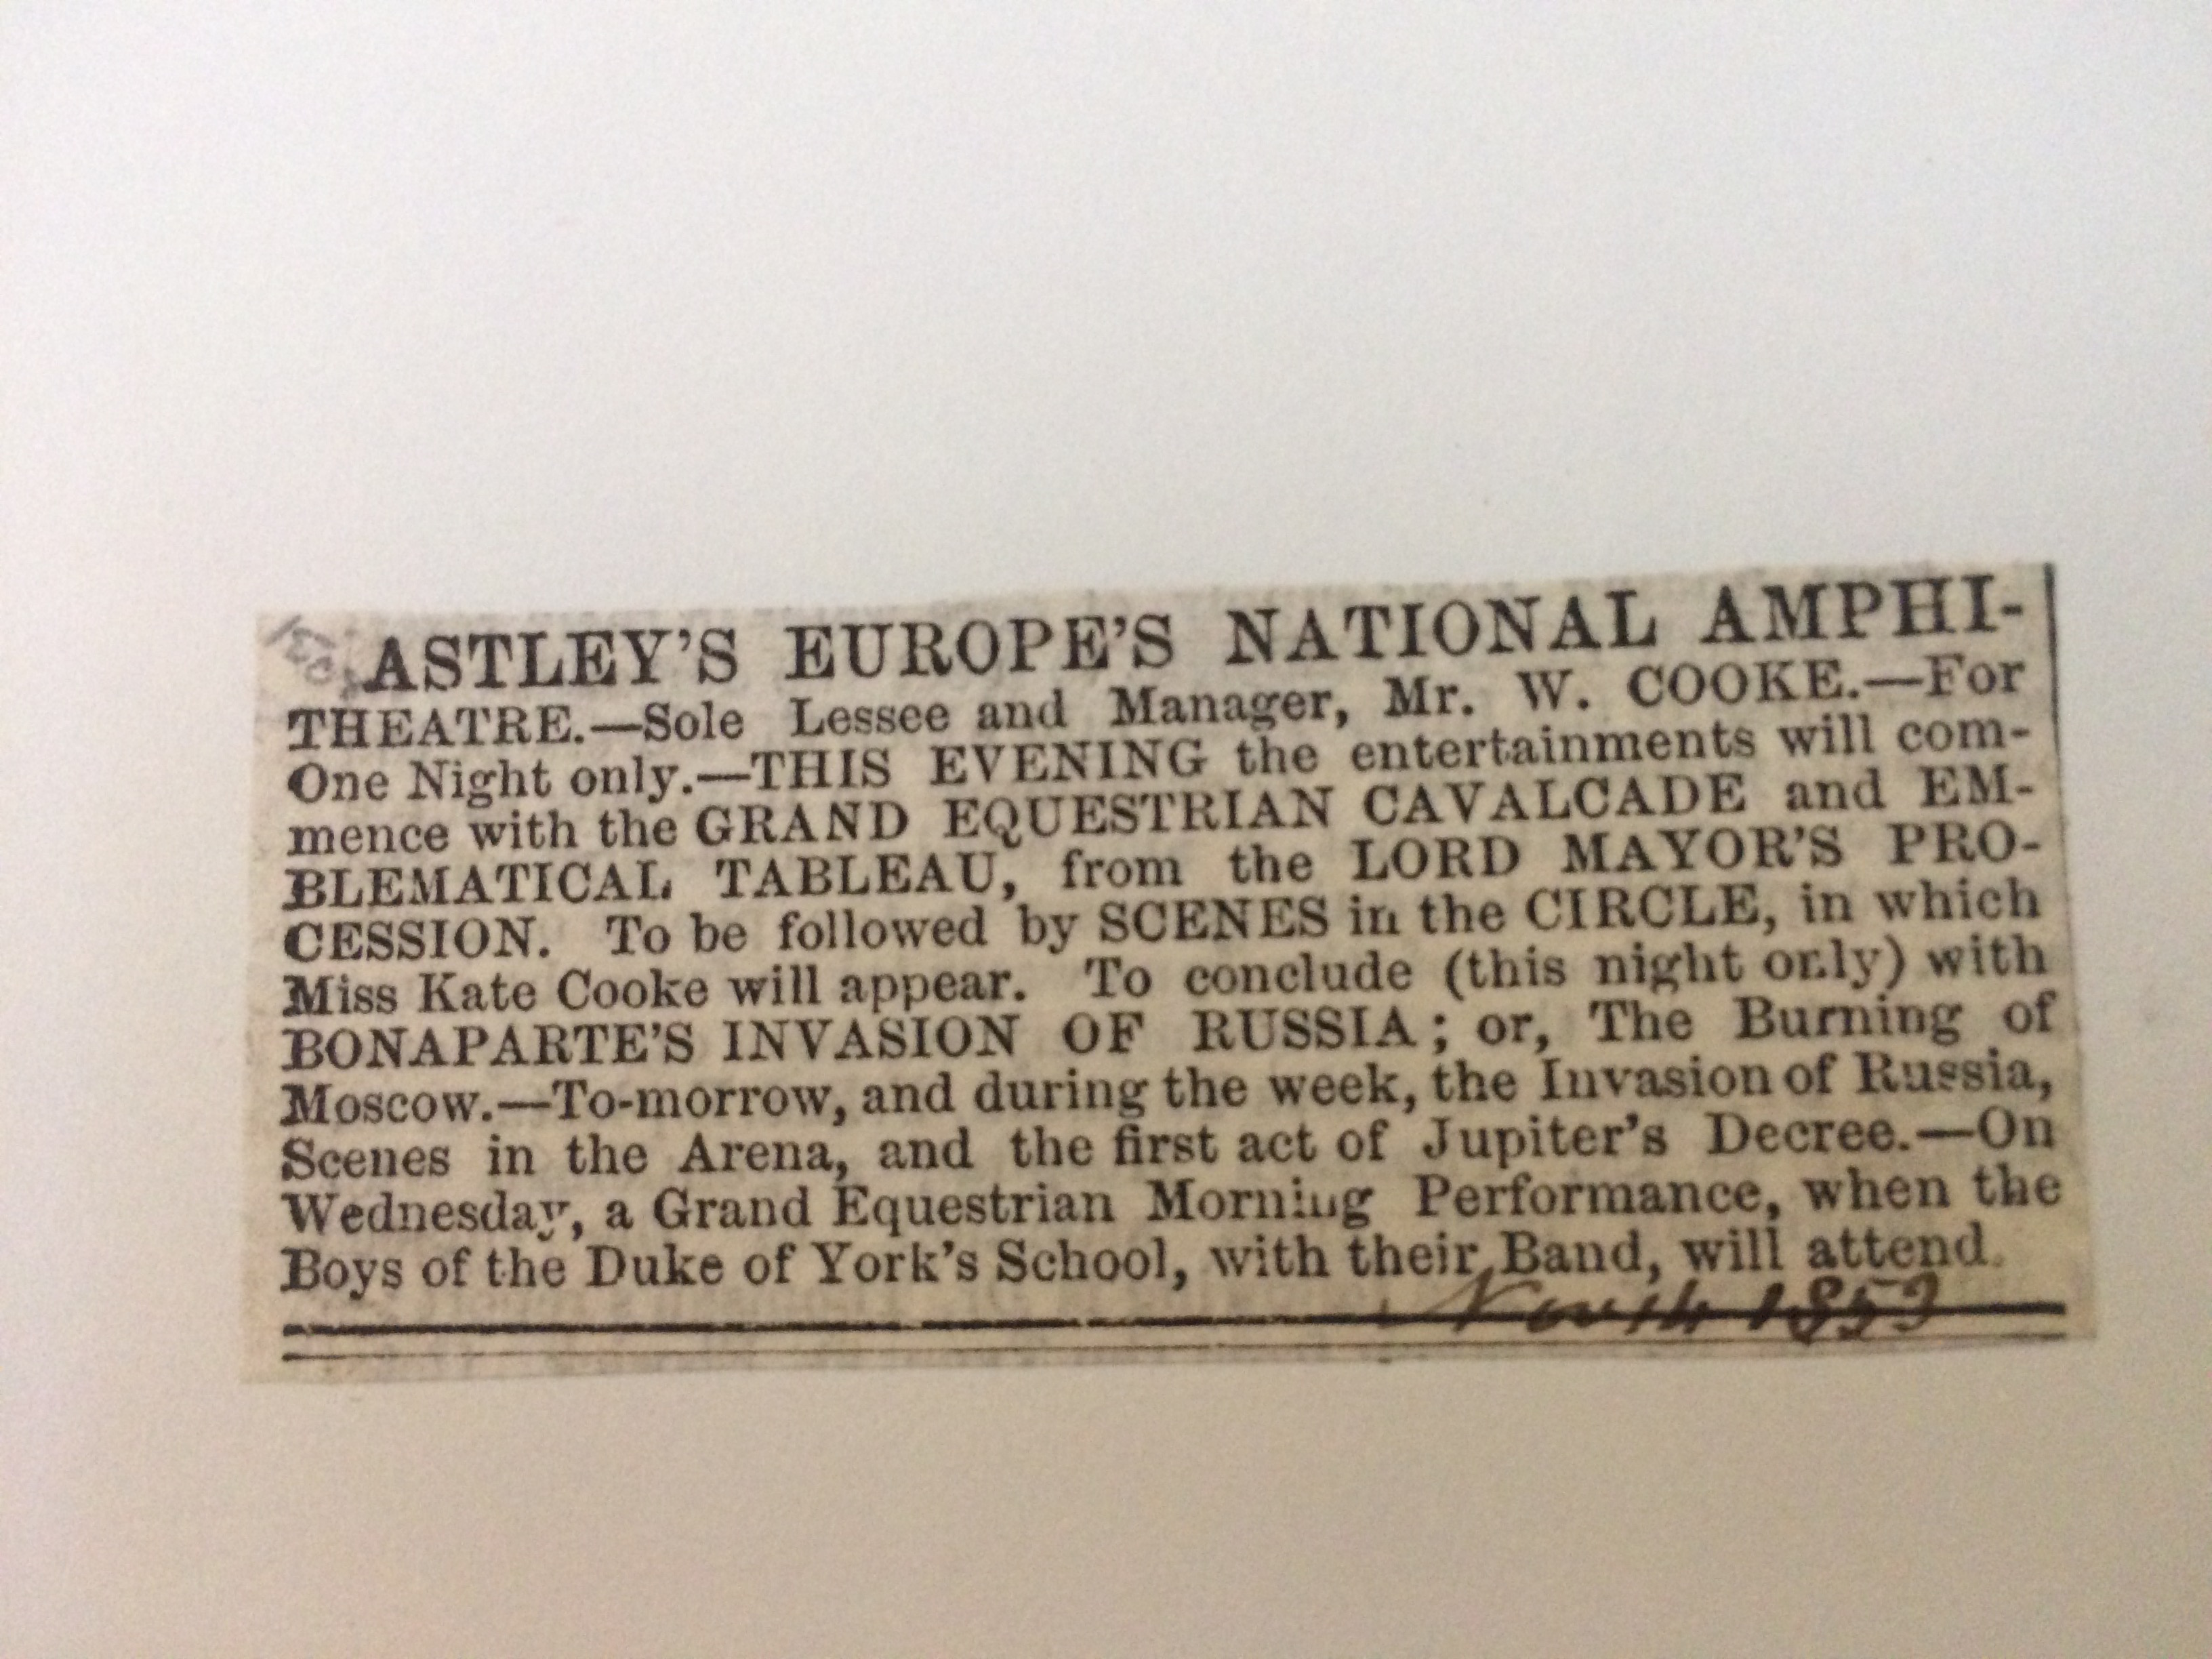 ASTLEY'S EUROPE'S NATIONAL AMPHI-
THEATRE.—Sole Lessee and Manager, Mr. W. COOKE.—For
One Night only.—THIS EVENING the entertainments will com-
mence with the GRAND EQUESTRIAN CAVALCADE and EM-
BLEMATICAL TABLEAU, from the LORD MAYOR'S PRO-
CESSION. To be followed by SCENES in the CIRCLE, in which
Miss Kate Cooke will appear. To conclude (this night only) with
BONAPARTE'S INVASION OF RUSSIA; or, The Burning of
Moscow.—To-morrow, and during the week, the Invasion of Russia,
Scenes in the Arena, and the first act of Jupiter's Decree.—On
Wednesday, a Grand Equestrian Morning Performance, when the
Boys of the Duke of York's School, with their Band, will attend.
Nov 14 1853